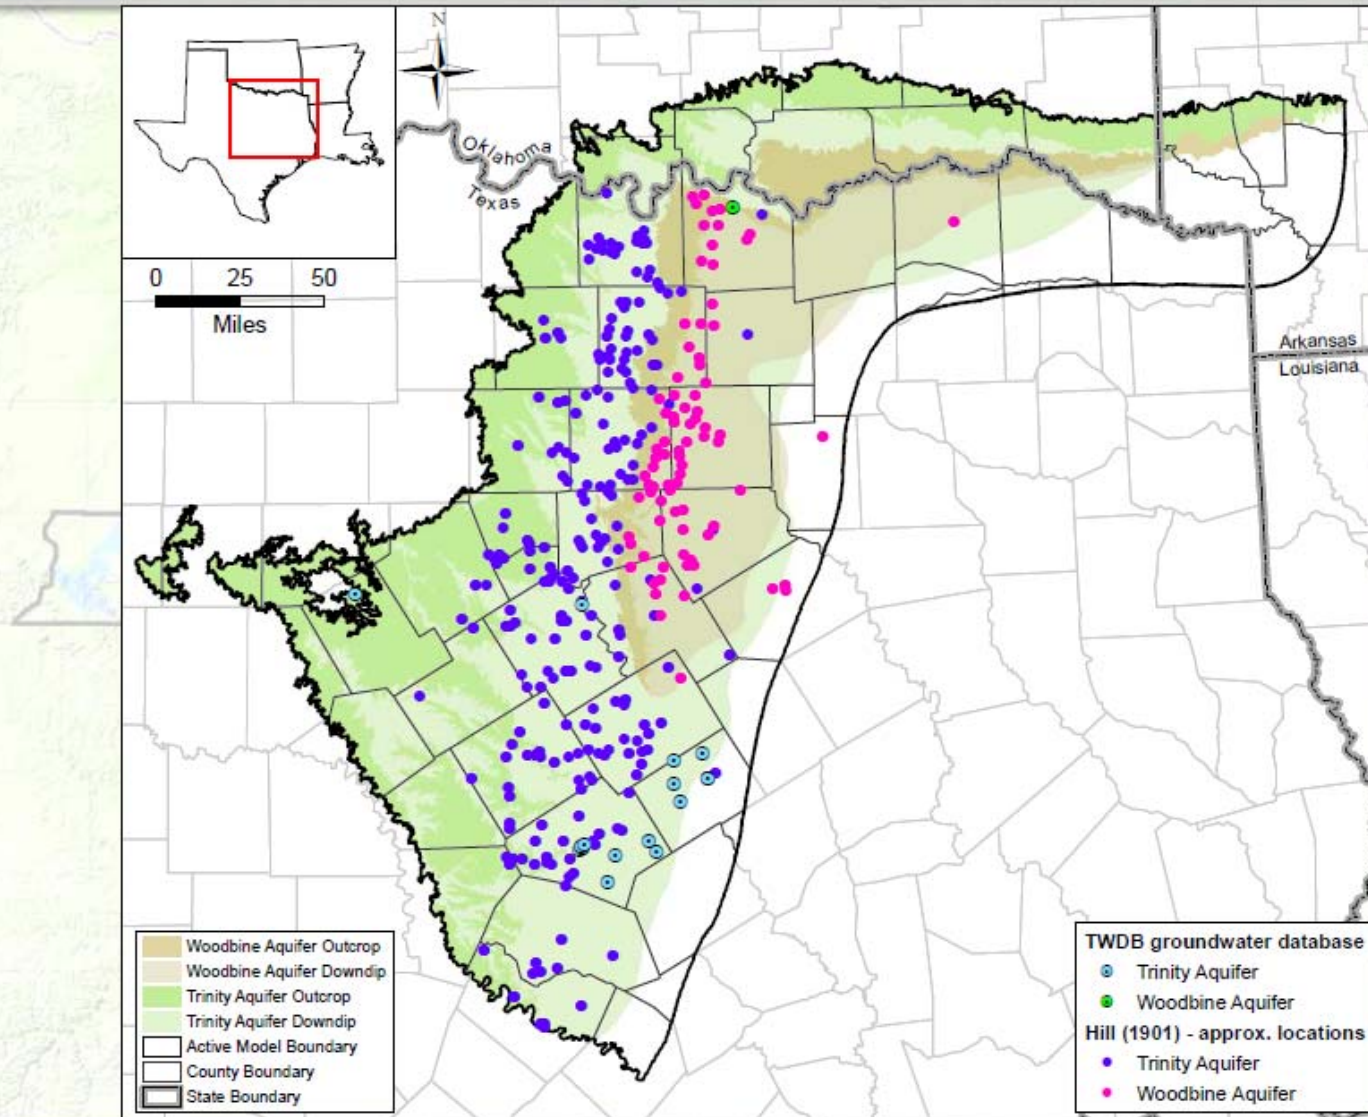 N
Oklahoma
Texas
0 25 50
Miles
Arkansas
Louisiana
Woodbine Aquifer Outcrop
Woodbine Aquifer Downdip
Trinity Aquifer Outcrop
Trinity Aquifer Downdip
Active Model Boundary
County Boundary
State Boundary
TWDB groundwater database
Trinity Aquifer
Woodbine Aquifer
Hill (1901) - approx. locations
Trinity Aquifer
Woodbine Aquifer